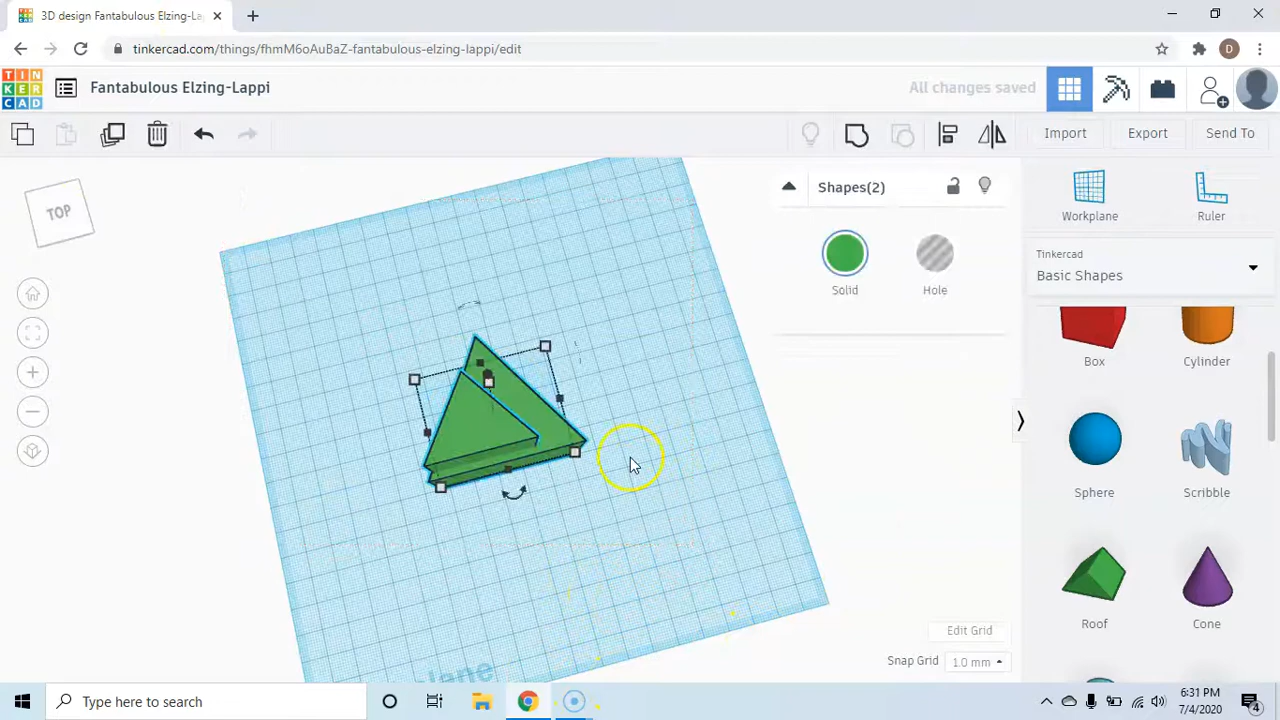 3D design Fantabulous Elzing-La
tinkercad.com/things/fhmM6oAuBaZ-fantabulous-elzing-lappi/edit
D
TIN
KER
CAD
Fantabulous Elzing-Lappi
All changes saved
Import
Export
Send To
TOP
Shapes(2)
Solid
Hole
Workplane
Ruler
Tinkercad
Basic Shapes
Box
Cylinder
Sphere
Scribble
Roof
Cone
Edit Grid
Snap Grid
1.0 mm
Type here to search
6:31 PM
7/4/2020
4